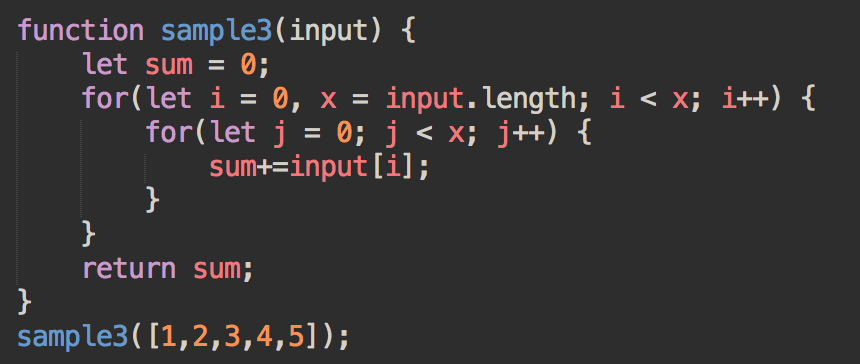 function sample3(input) {
    let sum = 0;
    for(let i = 0, x = input.length; i < x; i++) {
        for(let j = 0; j < x; j++) {
            sum+=input[i];
        }
    }
    return sum;
}
sample3([1,2,3,4,5]);